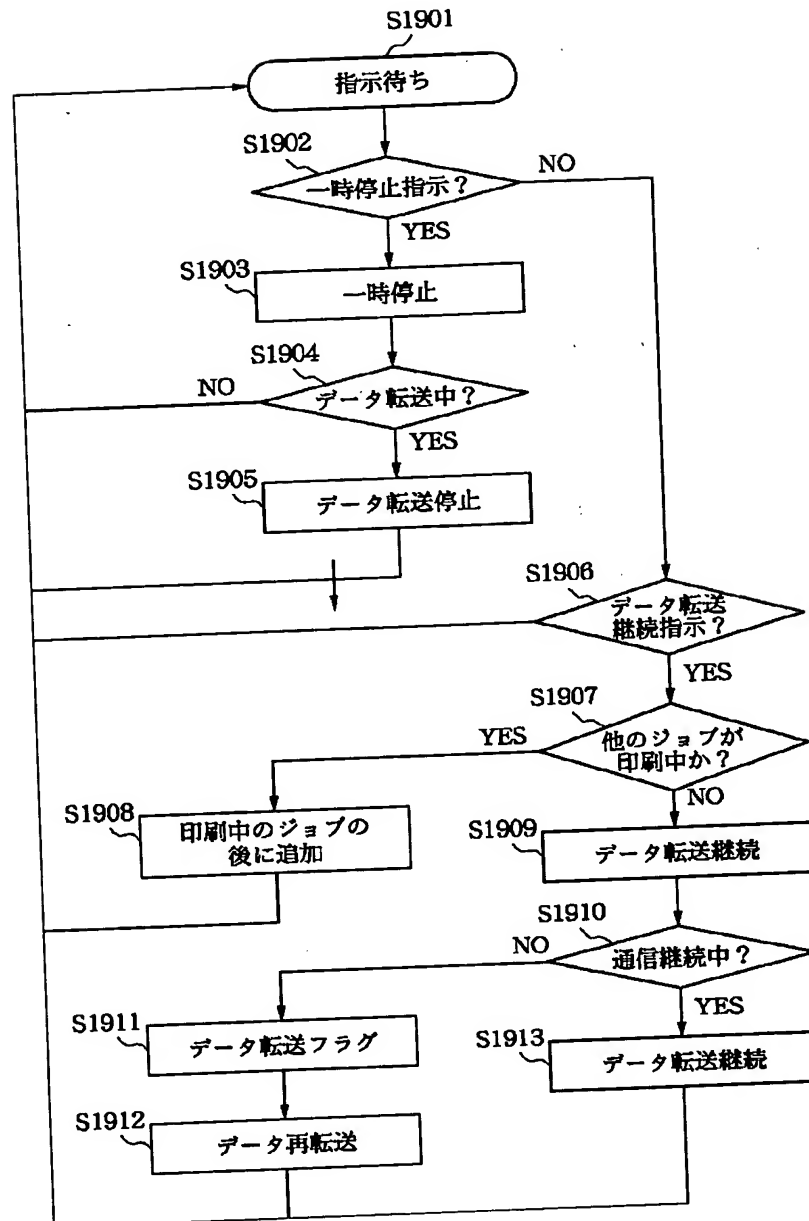 S1901
指示待ち
S1902
一時停止指示？
NO
YES
S1903
一時停止
S1904
NO
データ転送中？
YES
S1905
データ転送停止
S1906
データ転送
継続指示？
YES
S1907
YES
他のジョブが
印刷中か？
NO
S1908
印刷中のジョブの
後に追加
S1909
データ転送継続
S1910
NO
通信継続中？
YES
S1911
データ転送フラグ
S1913
データ転送継続
S1912
データ再転送